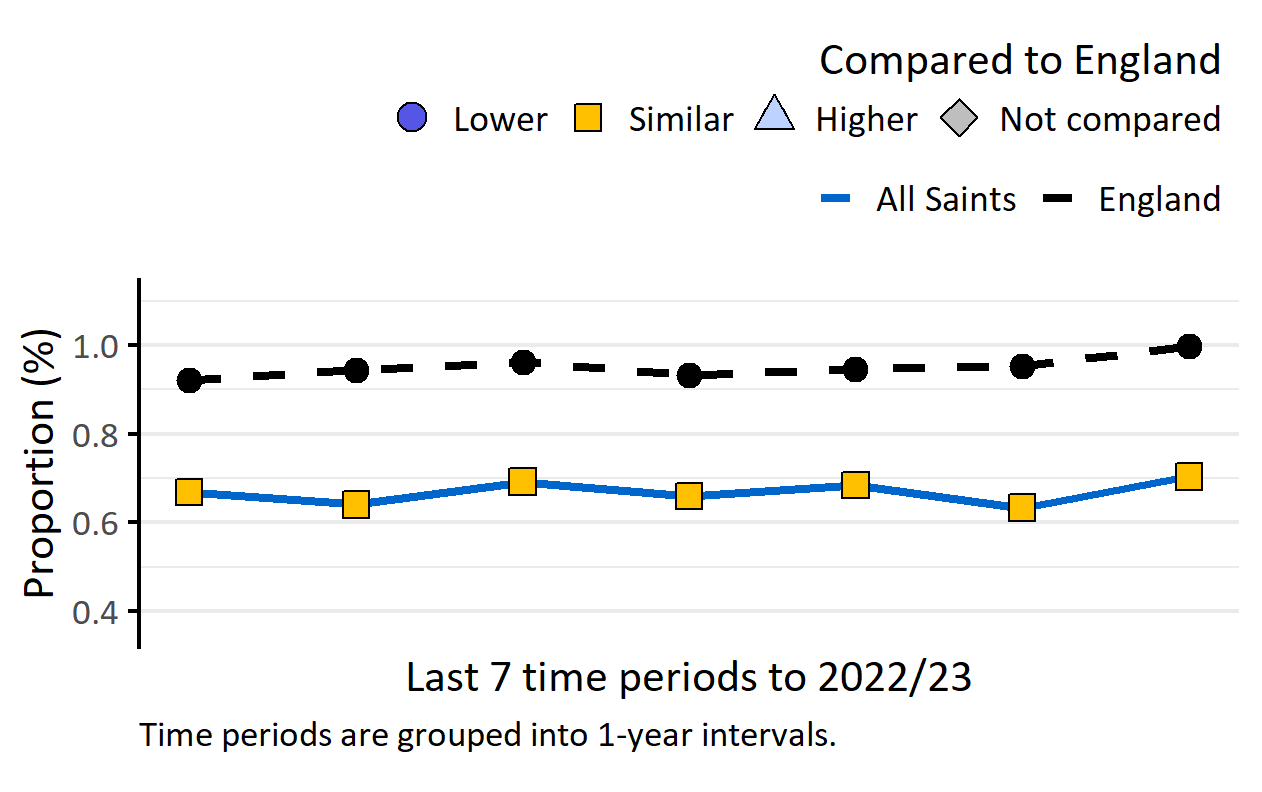 Compared to England
Lower Similar Higher Not compared
All Saints England
Proportion (%)
1.0
0.8
0.6
0.4
Last 7 time periods to 2022/23
Time periods are grouped into 1-year intervals.